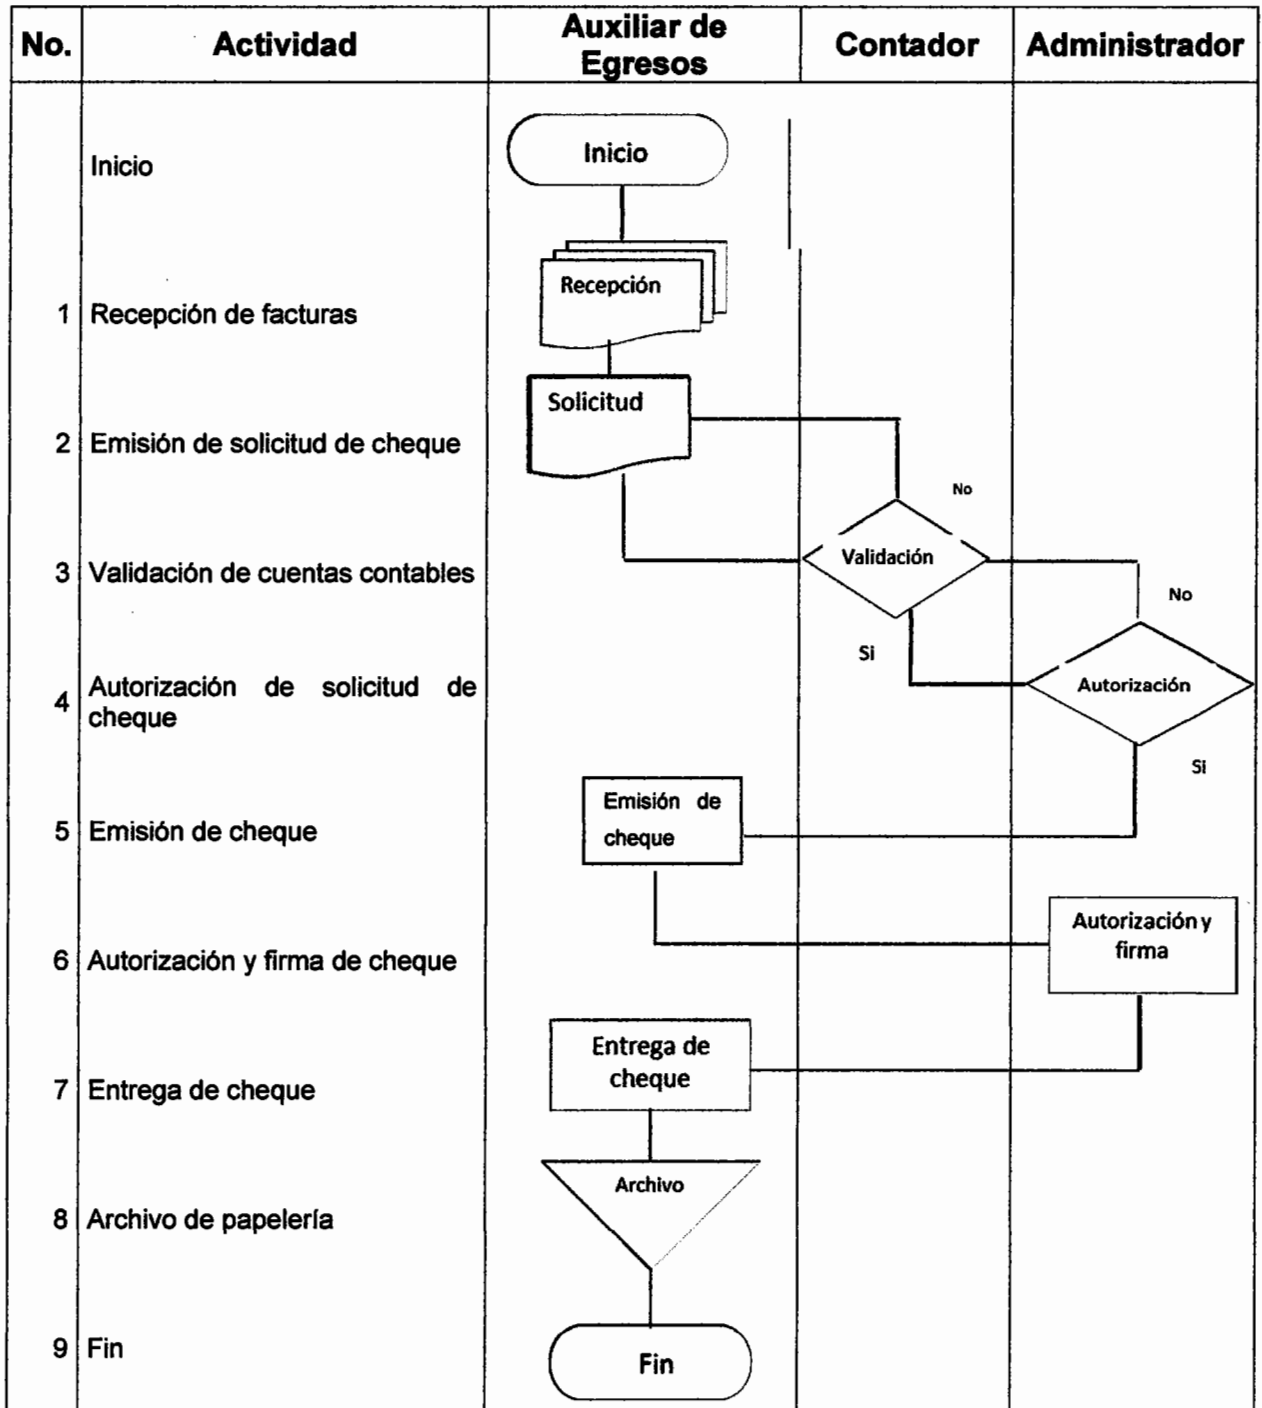 No.
Actividad
Auxiliar de
Egresos
Contador
Administrador
Inicio
Inicio
Recepción
1 Recepción de facturas
Solicitud
2 Emisión de solicitud de cheque
No
Validación
3 Validación de cuentas contables
No
Si
Autorización
4 Autorización de solicitud de
cheque
Si
Emisión de
cheque
5 Emisión de cheque
Autorización y
firma
6 Autorización y firma de cheque
Entrega de
cheque
7 Entrega de cheque
Archivo
8 Archivo de papelería
9 Fin
Fin